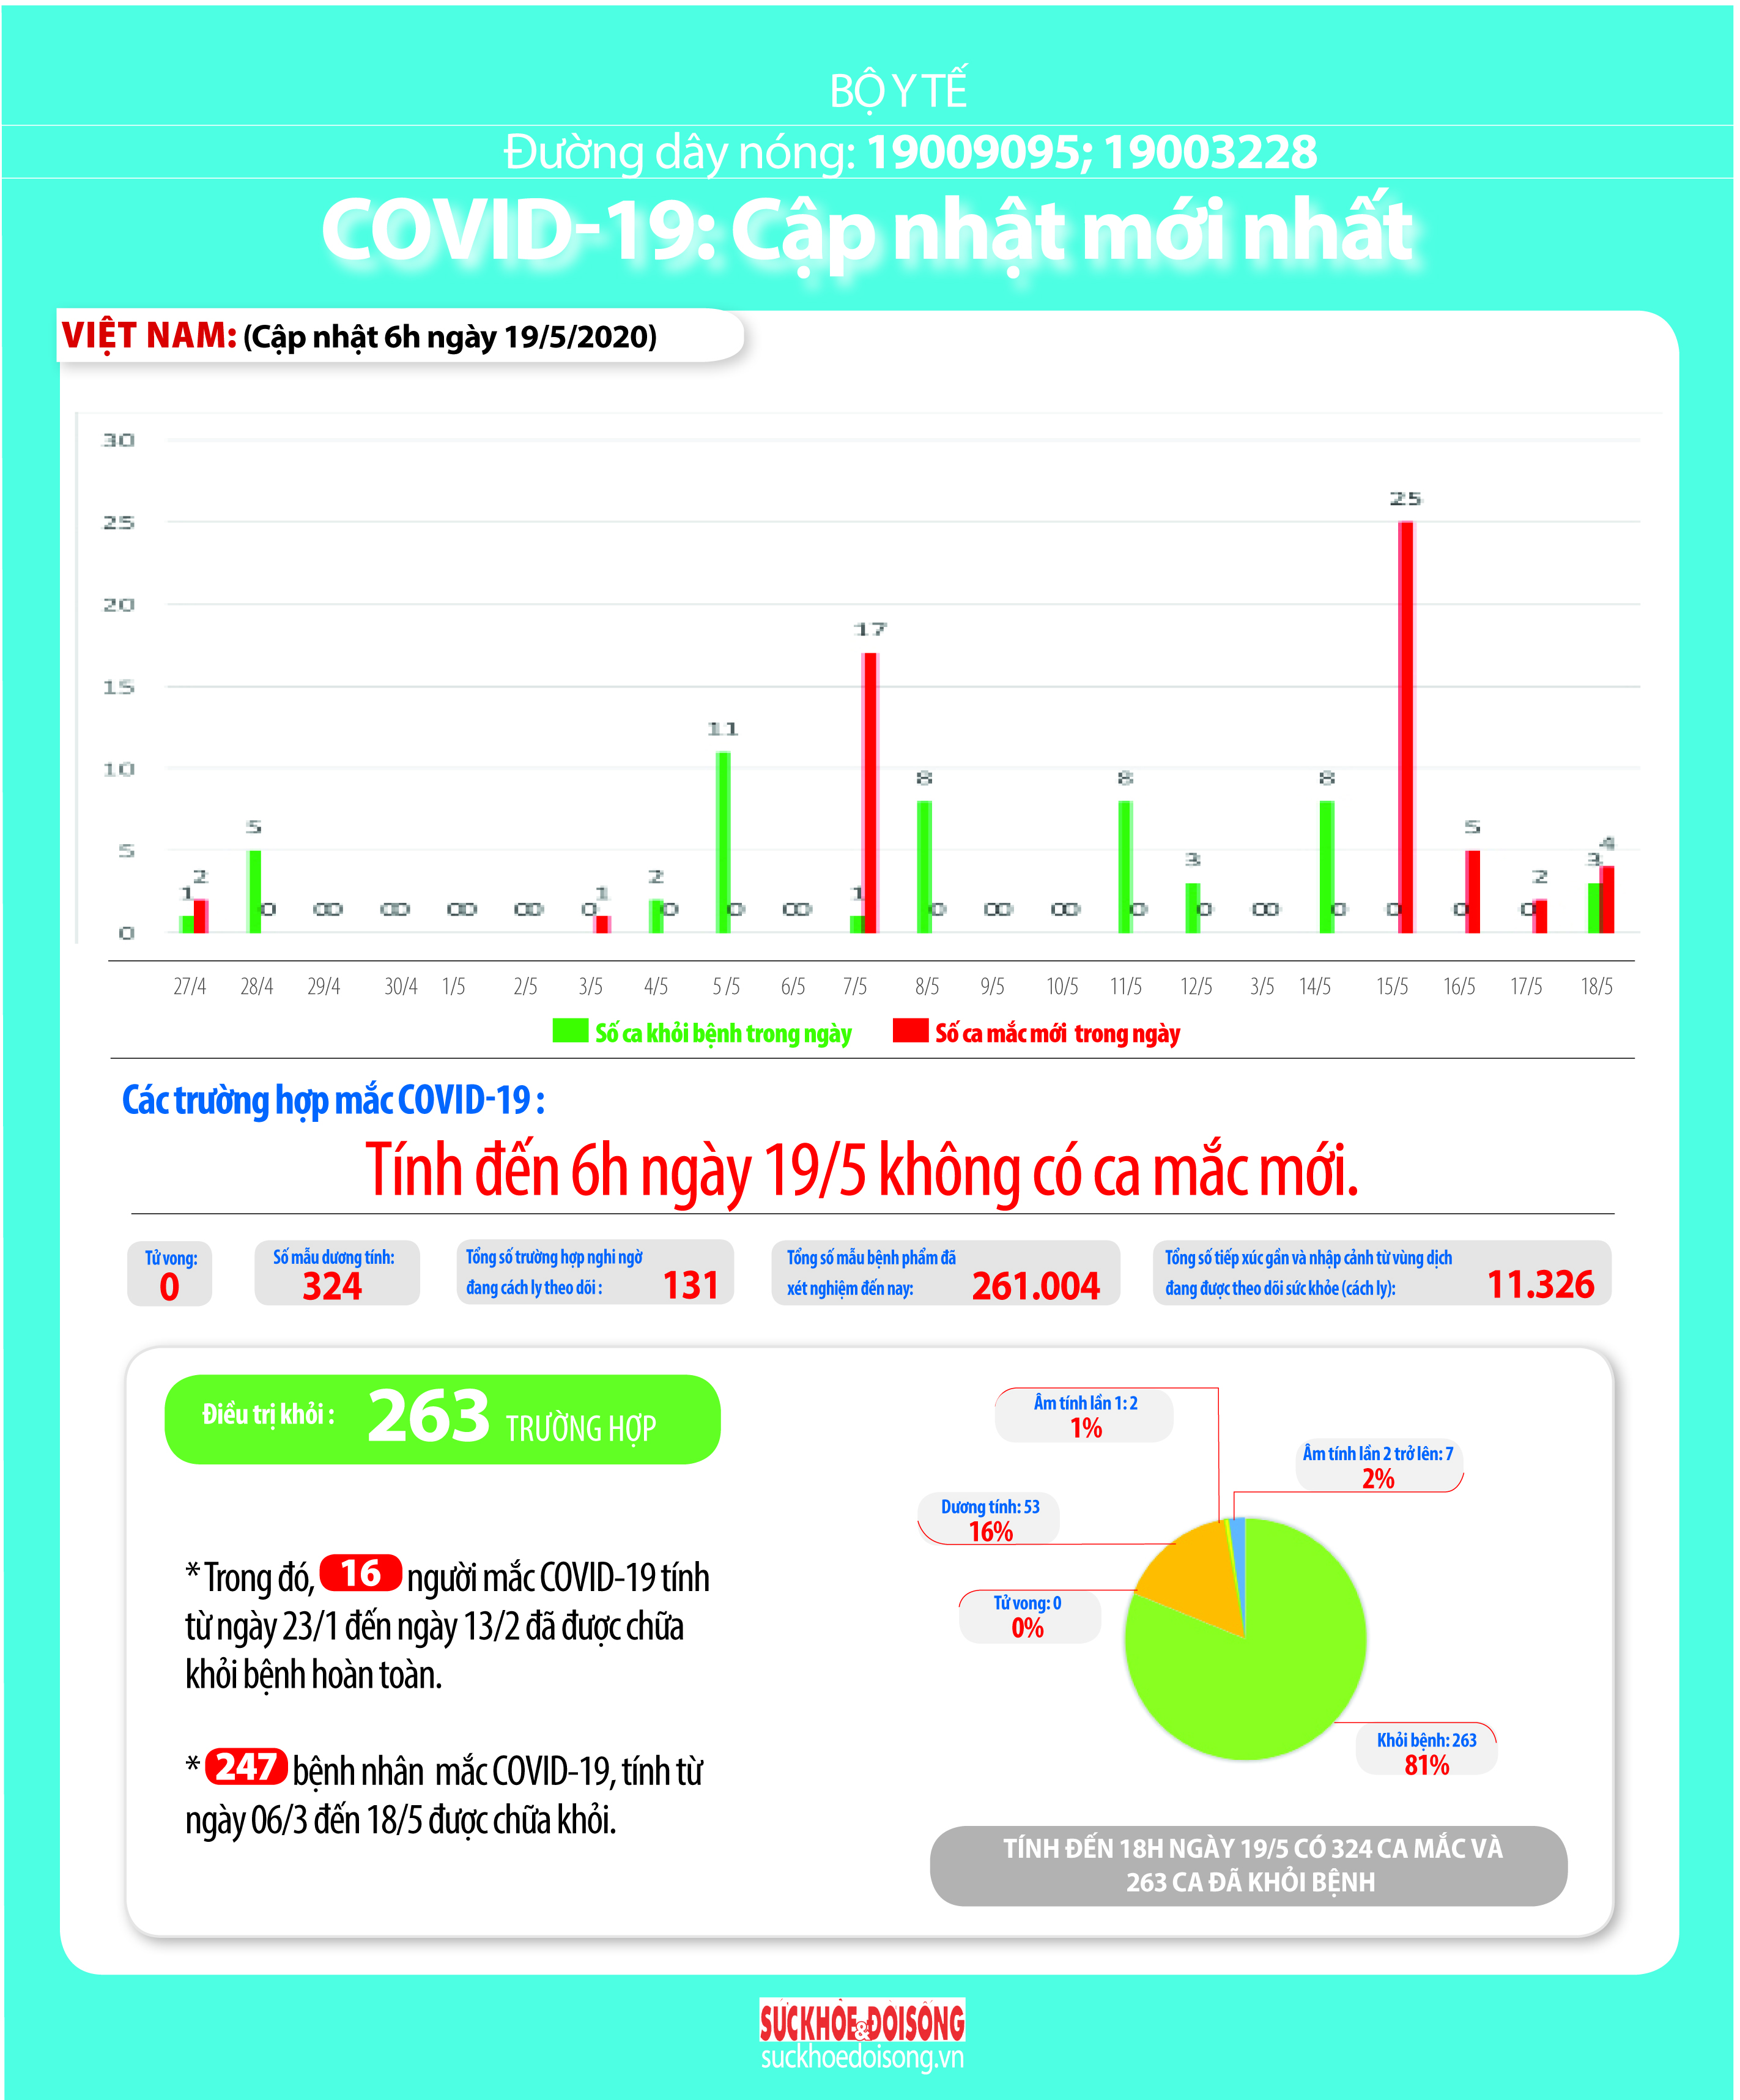 BỘ Y TẾ
Đường dây nóng: 19009095; 19003228
COVID-19: Cập nhật mới nhất
VIỆT NAM: (Cập nhật 6h ngày 19/5/2020)
30
25
20
15
10
5
0
1 2 5 0 0 0 0 0 0 0 0 0 0 1 2 0 11 0 0 0 1 17 8 0 0 0 0 0 8 0 3 0 0 0 8 0 0 25 0 5 0 2 3 4
27/4 28/4 29/4 30/4 1/5 2/5 3/5 4/5 5 /5 6/5 7/5 8/5 9/5 10/5 11/5 12/5 3/5 14/5 15/5 16/5 17/5 18/5
Số ca khỏi bệnh trong ngày Số ca mắc mới trong ngày
Các trường hợp mắc COVID-19 :
Tính đến 6h ngày 19/5 không có ca mắc mới.
Tử vong:
0
Số mẫu dương tính:
324
Tổng số trường hợp nghi ngờ
đang cách ly theo dõi : 131
Tổng số mẫu bệnh phẩm đã
xét nghiệm đến nay: 261.004
Tổng số tiếp xúc gần và nhập cảnh từ vùng dịch
đang được theo dõi sức khỏe (cách ly): 11.326
Điều trị khỏi : 263 TRƯỜNG HỢP
* Trong đó, 16 người mắc COVID-19 tính
từ ngày 23/1 đến ngày 13/2 đã được chữa
khỏi bệnh hoàn toàn.
* 247 bệnh nhân mắc COVID-19, tính từ
ngày 06/3 đến 18/5 được chữa khỏi.
Âm tính lần 1: 2
1%
Âm tính lần 2 trở lên: 7
2%
Dương tính: 53
16%
Tử vong: 0
0%
Khỏi bệnh: 263
81%
TÍNH ĐẾN 18H NGÀY 19/5 CÓ 324 CA MẮC VÀ
263 CA ĐÃ KHỎI BỆNH
SỨCKHỎE&ĐỜISỐNG
suckhoedoisong.vn